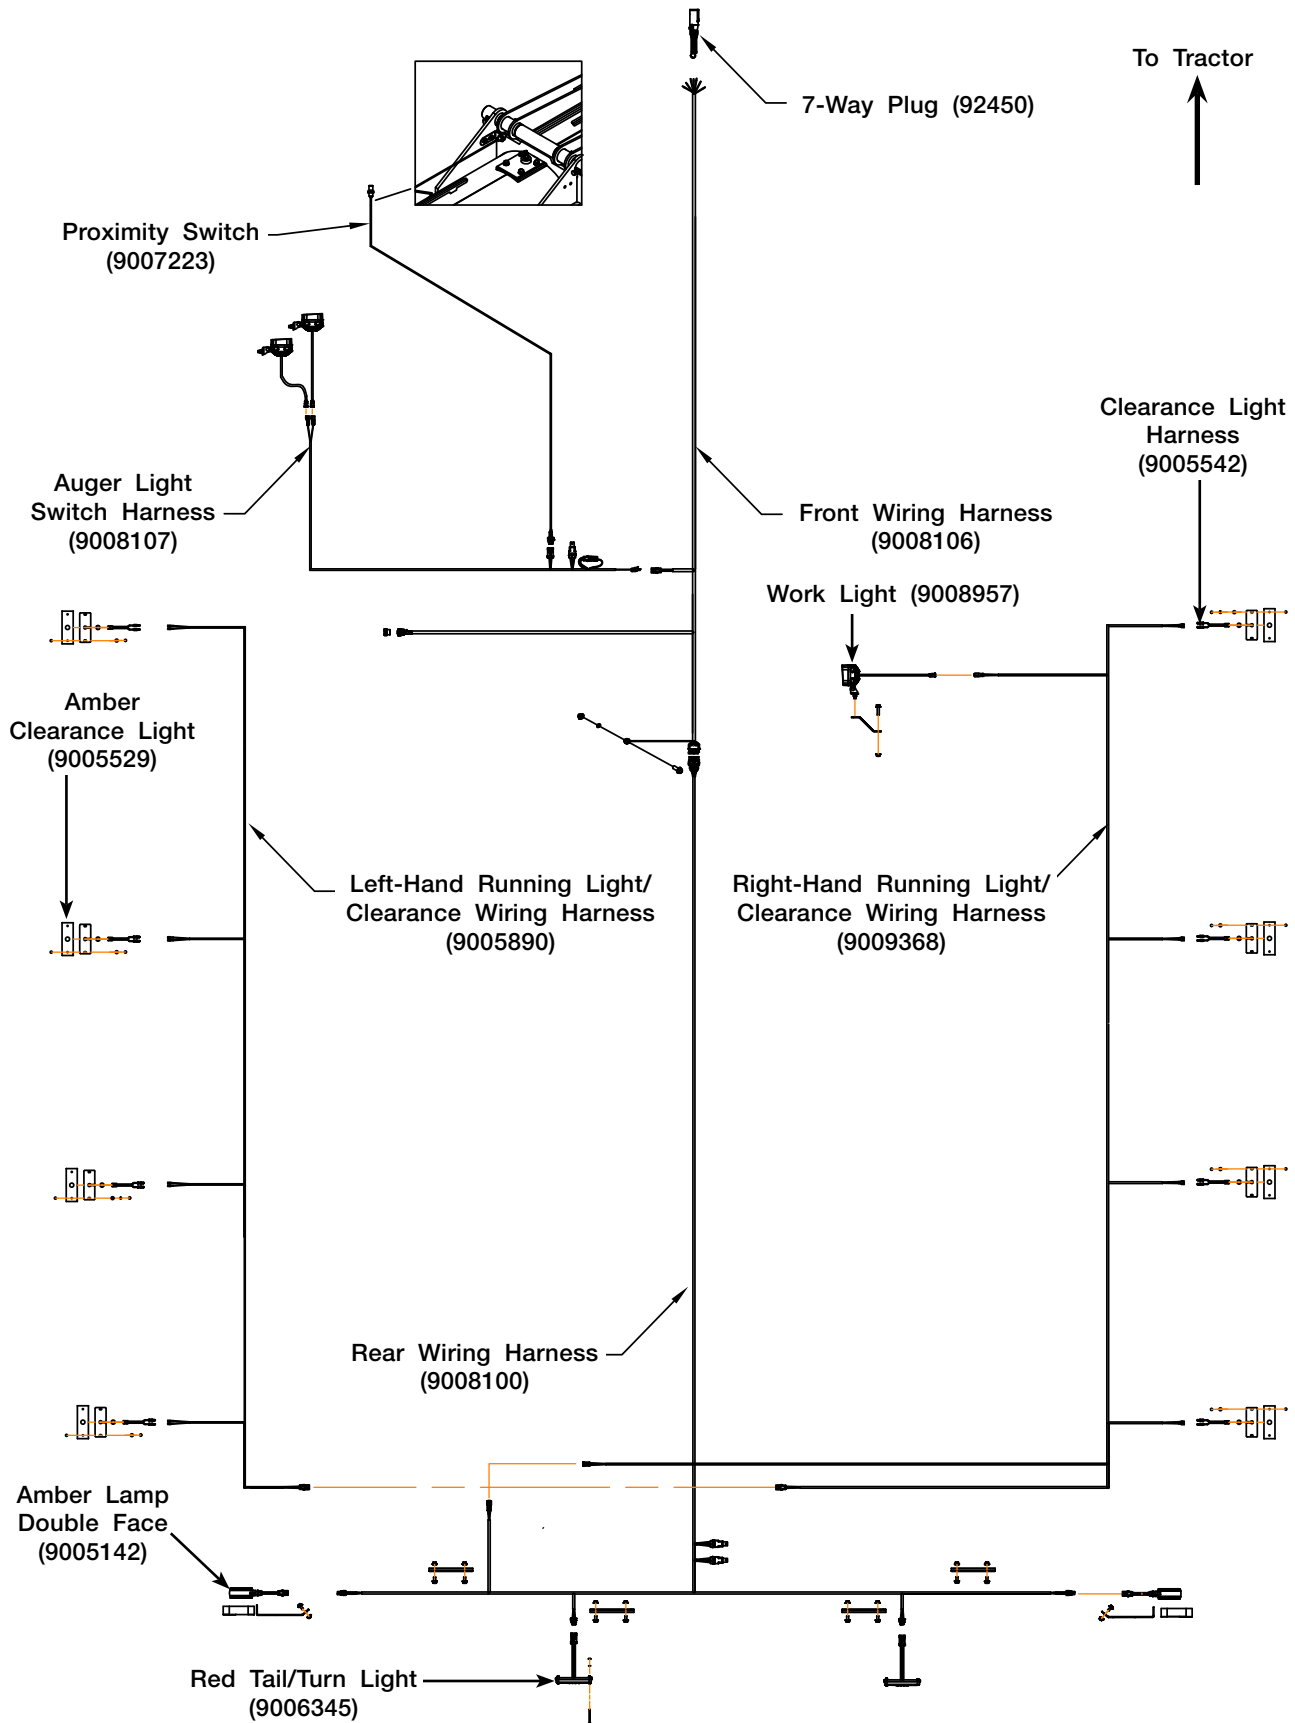 To Tractor
7-Way Plug (92450)
Proximity Switch
(9007223)
Clearance Light
Harness
(9005542)
Auger Light
Switch Harness
(9008107)
Front Wiring Harness
(9008106)
Work Light (9008957)
Amber
Clearance Light
(9005529)
Left-Hand Running Light/
Clearance Wiring Harness
(9005890)
Right-Hand Running Light/
Clearance Wiring Harness
(9009368)
Rear Wiring Harness
(9008100)
Amber Lamp
Double Face
(9005142)
Red Tail/Turn Light
(9006345)